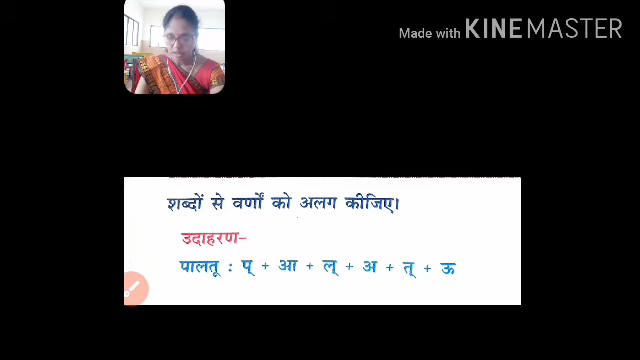 Made with KINEMASTER
शब्दों से वर्णों को अलग कीजिए।
उदाहरण-
पालतू : प् + आ + ल् + अ + त् + ऊ